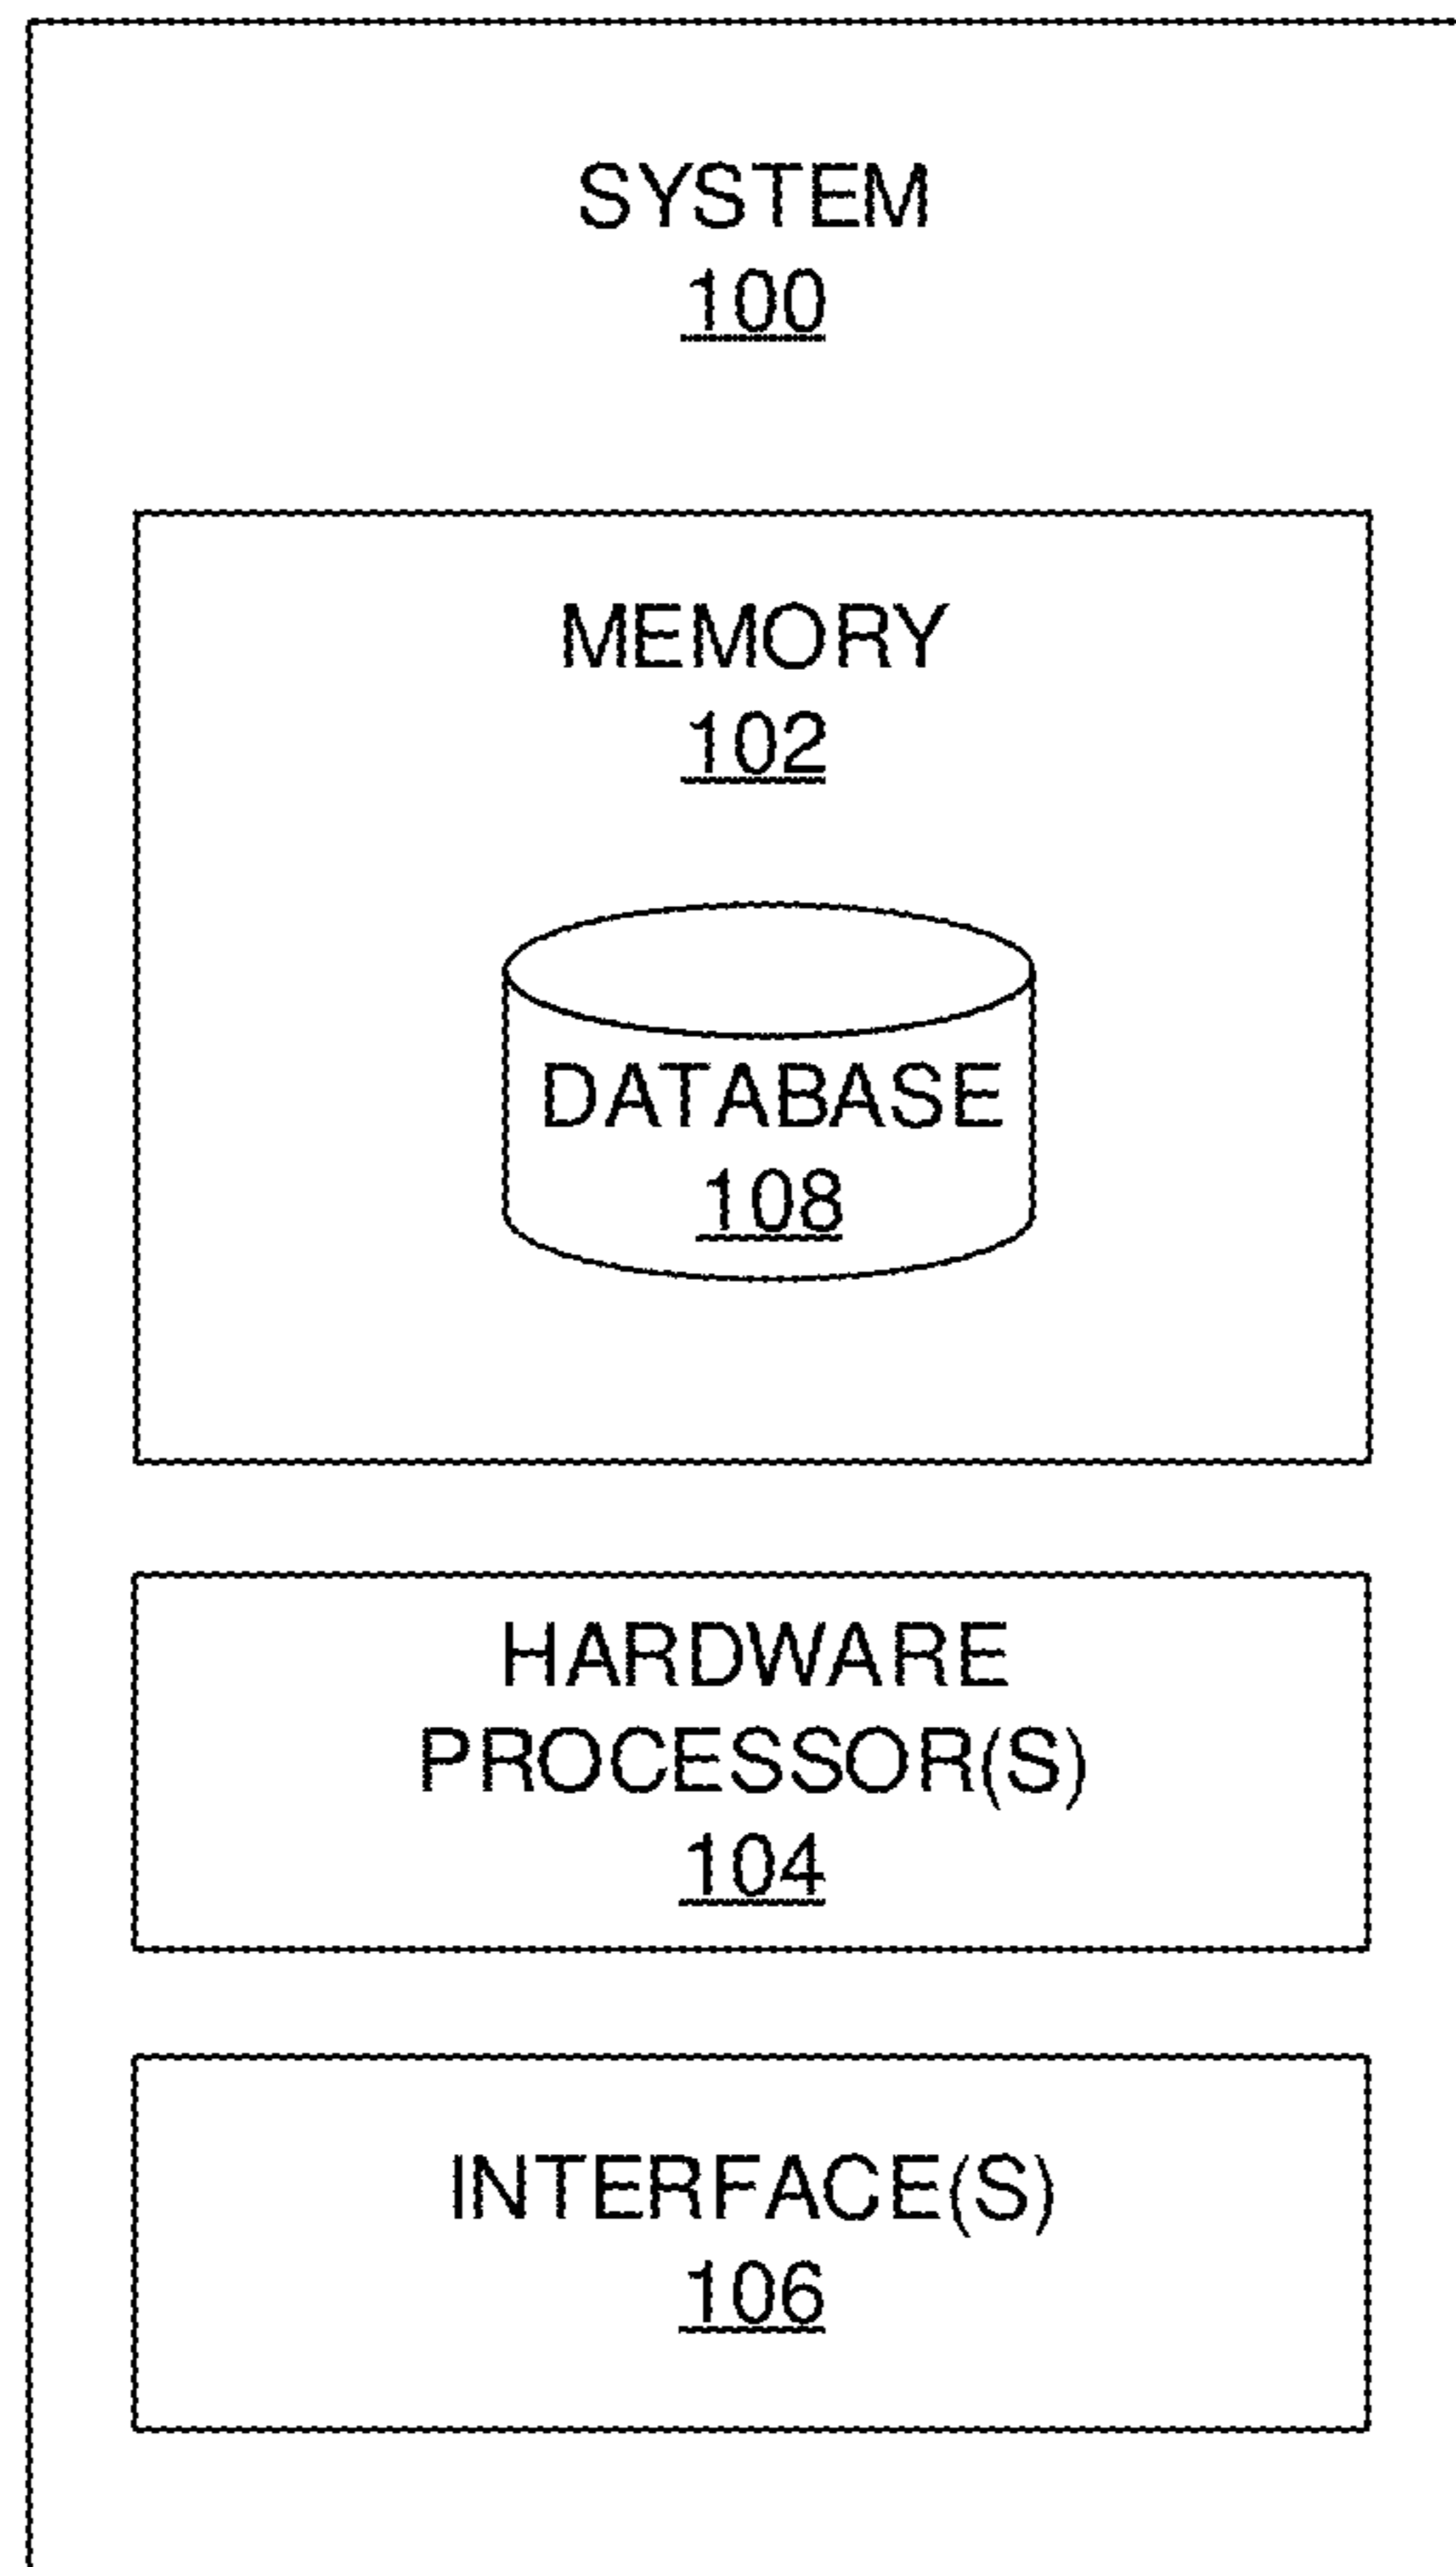 SYSTEM
100
MEMORY
102
DATABASE
108
HARDWARE
PROCESSOR(S)
104
INTERFACE(S)
106